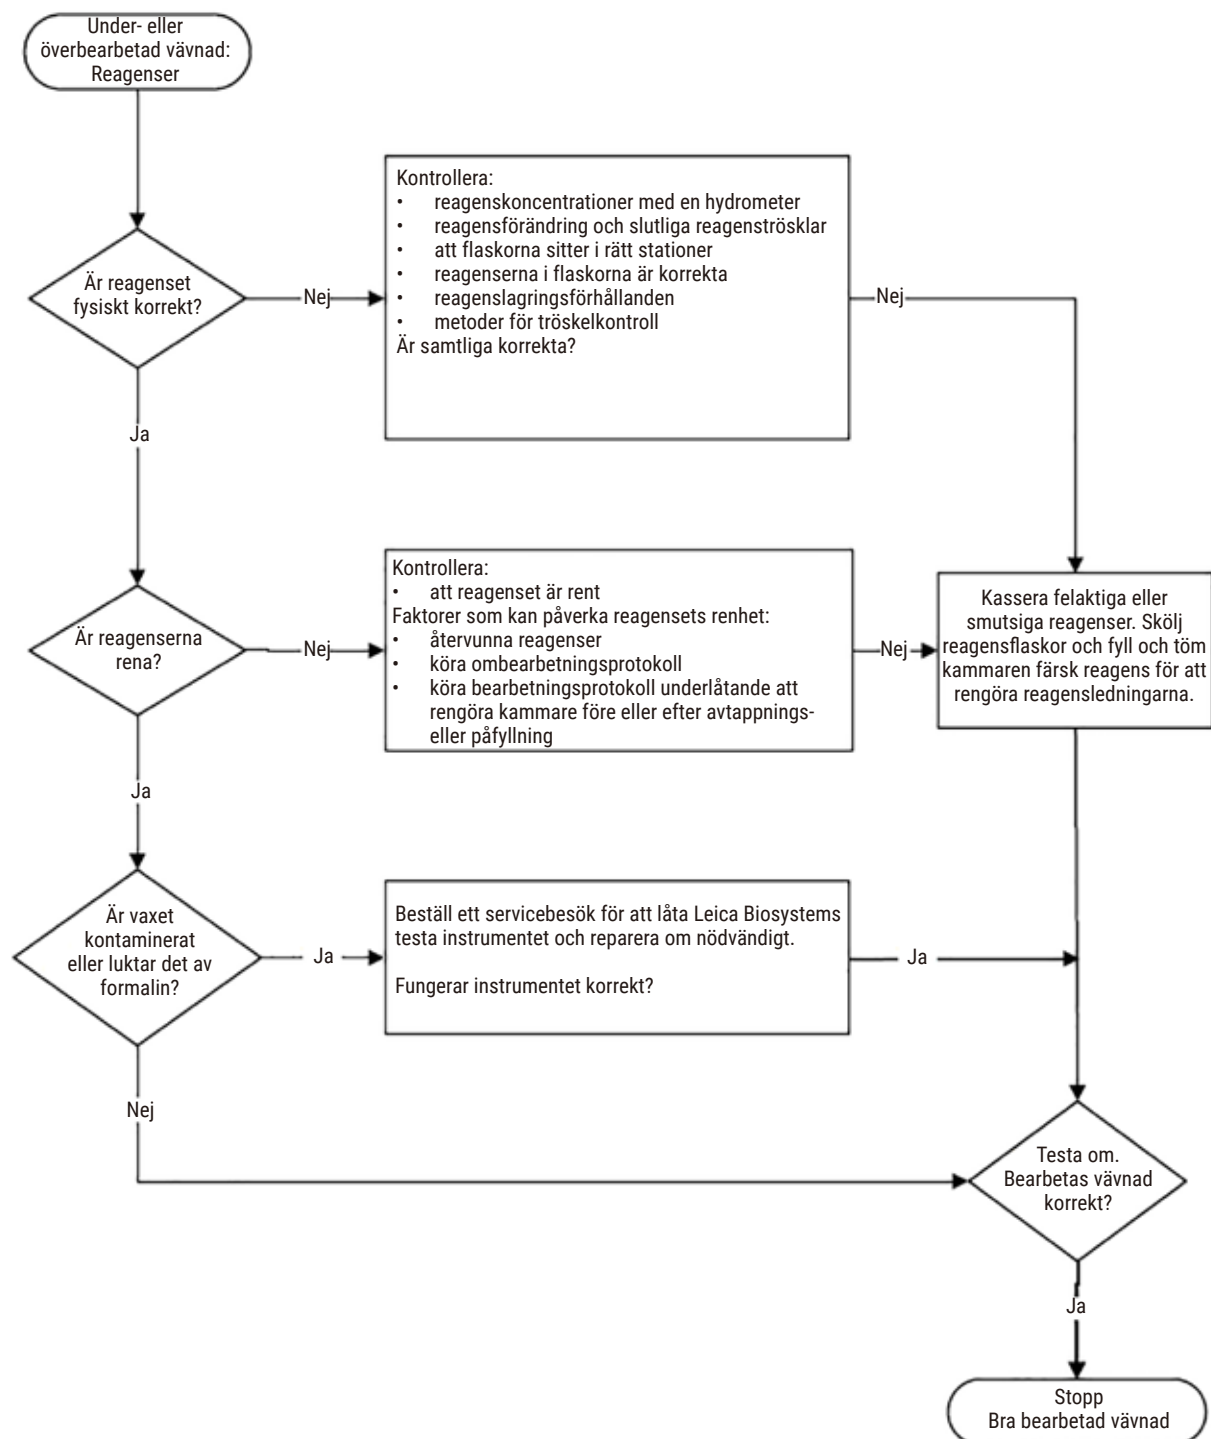 Under- eller
överbearbetad vävnad:
Reagenser
Kontrollera:
• reagenskoncentrationer med en hydrometer
• reagensförändring och slutliga reagenströsklar
• att flaskorna sitter i rätt stationer
• reagenserna i flaskorna är korrekta
• reagenslagringsförhållanden
• metoder för tröskelkontroll
Är samtliga korrekta?
Är reagenset
fysiskt korrekt?
Nej
Nej
Ja
Kontrollera:
• att reagenset är rent
Faktorer som kan påverka reagensets renhet:
• återvunna reagenser
• köra ombearbetningsprotokoll
• köra bearbetningsprotokoll underlåtande att
rengöra kammare före eller efter avtappnings-
eller påfyllning
Är reagenserna
rena?
Nej
Nej
Kassera felaktiga eller
smutsiga reagenser. Skölj
reagensflaskor och fyll och töm
kammaren färsk reagens för att
rengöra reagensledningarna.
Ja
Är vaxet
kontaminerat
eller luktar det av
formalin?
Ja
Beställ ett servicebesök för att låta Leica Biosystems
testa instrumentet och reparera om nödvändigt.
Fungerar instrumentet korrekt?
Ja
Nej
Testa om.
Bearbetas vävnad
korrekt?
Ja
Stopp
Bra bearbetad vävnad